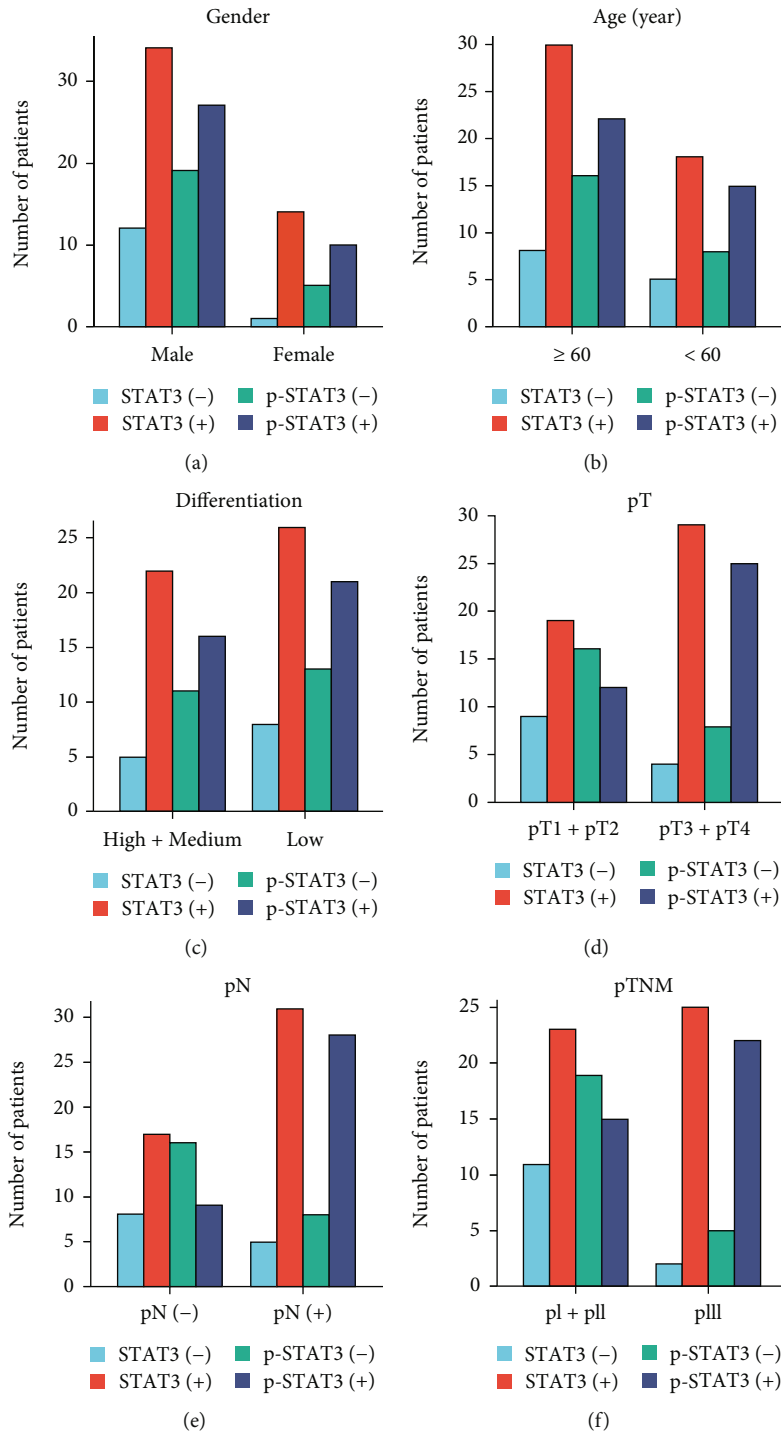 Gender
Number of patients
30
20
10
0
Male Female
STAT3 (−) p-STAT3 (−)
STAT3 (+) p-STAT3 (+)
(a)
Age (year)
Number of patients
30
25
20
15
10
5
0
≥ 60 < 60
STAT3 (−) p-STAT3 (−)
STAT3 (+) p-STAT3 (+)
(b)
Differentiation
Number of patients
25
20
15
10
5
0
High + Medium Low
STAT3 (−) p-STAT3 (−)
STAT3 (+) p-STAT3 (+)
(c)
pT
Number of patients
30
25
20
15
10
5
0
pT1 + pT2 pT3 + pT4
STAT3 (−) p-STAT3 (−)
STAT3 (+) p-STAT3 (+)
(d)
pN
Number of patients
30
25
20
15
10
5
0
pN (−) pN (+)
STAT3 (−) p-STAT3 (−)
STAT3 (+) p-STAT3 (+)
(e)
pTNM
Number of patients
25
20
15
10
5
0
pl + pll plll
STAT3 (−) p-STAT3 (−)
STAT3 (+) p-STAT3 (+)
(f)